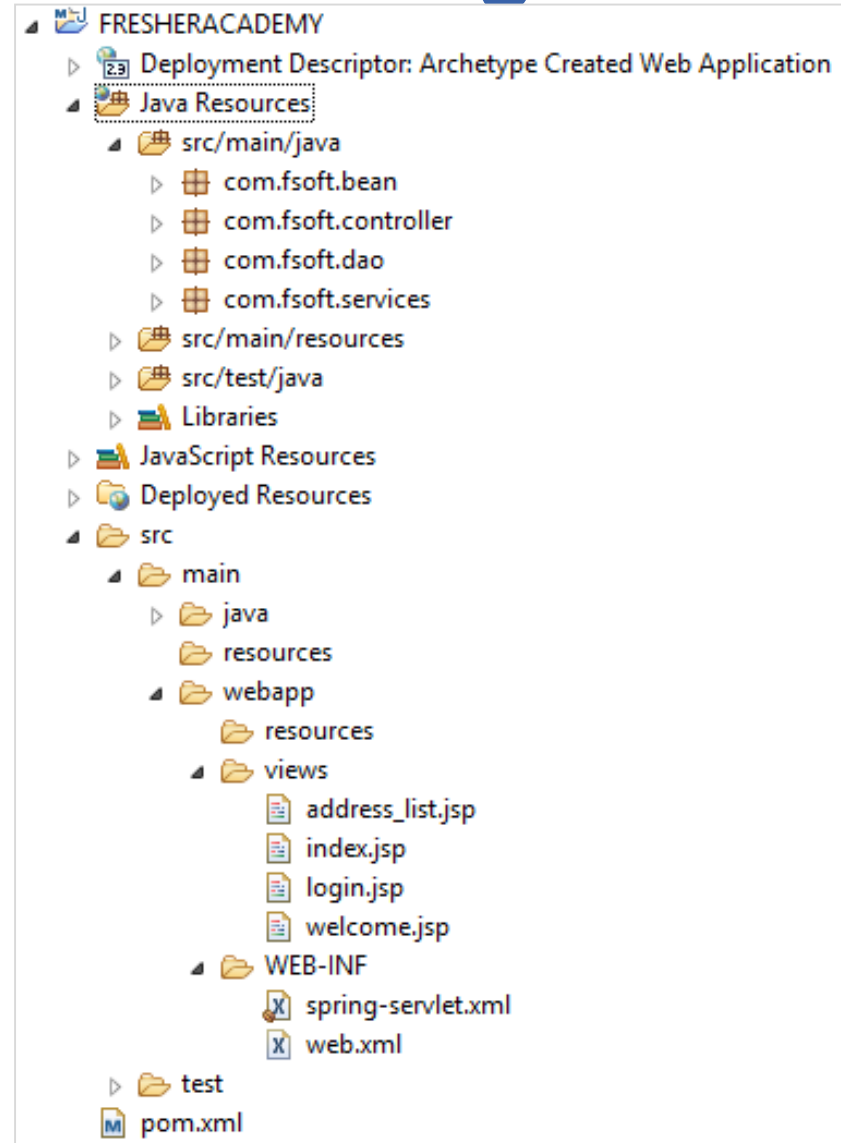 FRESHERACADEMY
2.3 Deployment Descriptor: Archetype Created Web Application
Java Resources
src/main/java
com.fsoft.bean
com.fsoft.controller
com.fsoft.dao
com.fsoft.services
src/main/resources
src/test/java
Libraries
JavaScript Resources
Deployed Resources
src
main
java
resources
webapp
resources
views
address_list.jsp
index.jsp
login.jsp
welcome.jsp
WEB-INF
X spring-servlet.xml
X web.xml
test
M pom.xml